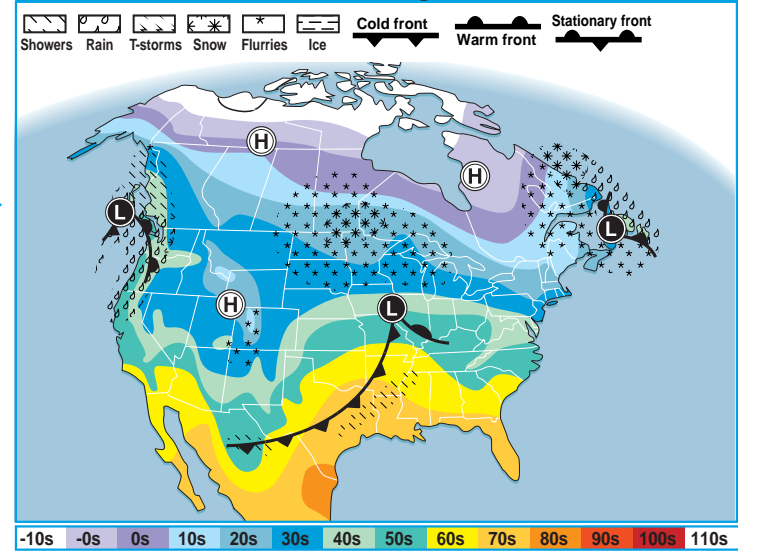 Cold front
Stationary front
Warm front
Showers Rain T-storms Snow Flurries Ice
H
H
L
L
H
L
-10s -0s 0s 10s 20s 30s 40s 50s 60s 70s 80s 90s 100s 110s